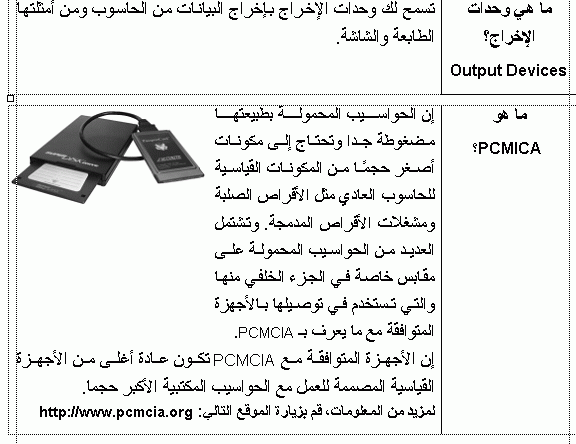 ما هي وحدات
الإخراج؟
Output Devices
تسمح لك وحدات الإخراج بإخراج البيانات من الحاسوب ومن أمثلتها
الطابعة والشاشة.
ما هو
PCMICA؟
إن الحواسيب المحمولة بطبيعتها
مضغوطة جدا وتحتاج إلى مكونات
أصغر حجمًا من المكونات القياسية
للحاسوب العادي مثل الأقراص الصلبة
ومشغلات الأقراص المدمجة. وتشتمل
العديد من الحواسيب المحمولة على
مقابس خاصة في الجزء الخلفي منها
والتي تستخدم في توصيلها بالأجهزة
المتوافقة مع ما يعرف بـ PCMCIA.
إن الأجهزة المتوافقة مع PCMCIA تكون عادة أغلى من الأجهزة
القياسية المصممة للعمل مع الحواسيب المكتبية الأكبر حجما.
لمزيد من المعلومات، قم بزيارة الموقع التالي: http://www.pcmcia.org